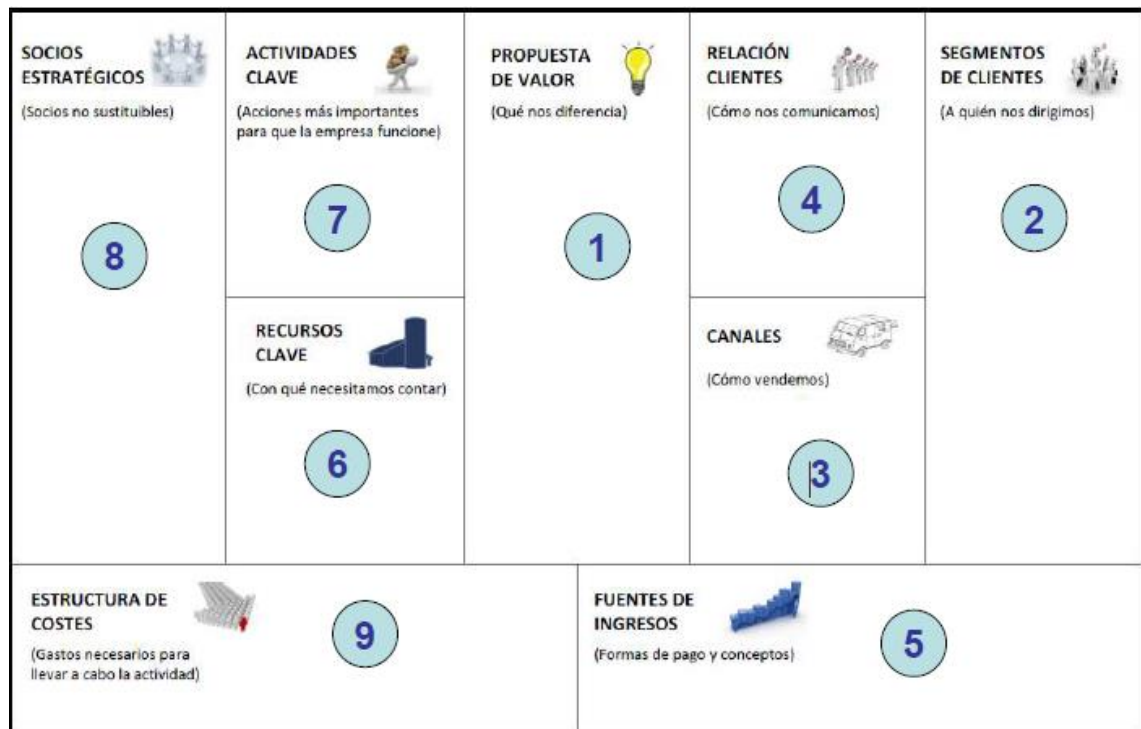 SOCIOS
ESTRATÉGICOS
(Socios no sustituibles)
8
ACTIVIDADES
CLAVE
(Acciones más importantes
para que la empresa funcione)
7
RECURSOS
CLAVE
(Con qué necesitamos contar)
6
PROPUESTA
DE VALOR
(Qué nos diferencia)
1
RELACIÓN
CLIENTES
(Cómo nos comunicamos)
4
CANALES
(Cómo vendemos)
3
SEGMENTOS
DE CLIENTES
(A quién nos dirigimos)
2
ESTRUCTURA DE
COSTES
(Gastos necesarios para
llevar a cabo la actividad)
9
FUENTES DE
INGRESOS
(Formas de pago y conceptos)
5